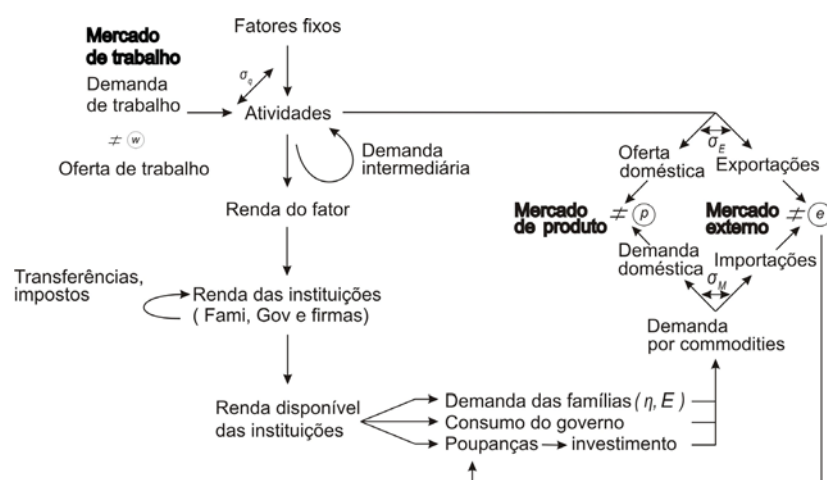 Fatores fixos
Mercado
de trabalho
σq
Demanda
de trabalho
Atividades
≠ w
Oferta de trabalho
Demanda
intermediária
σE
Oferta
doméstica
Exportações
Renda do fator
Mercado
de produto
≠ p
Mercado
externo
≠ e
Demanda
doméstica
Importações
σM
Transferências,
impostos
Renda das instituições
( Fami, Gov e firmas)
Demanda
por commodities
Renda disponível
das instituições
Demanda das famílias (η, E )
Consumo do governo
Poupanças
investimento